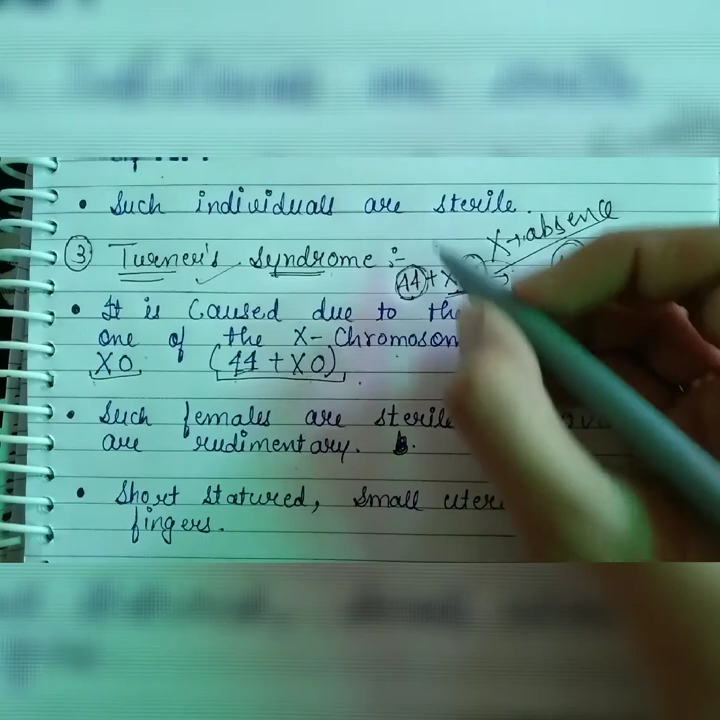 • Such individuals are sterile.
X → absence
③ Turner's Syndrome :-
44 + X
• It is caused due to the
one of the X- Chromosom
XO (44 + XO)
• Such females are sterile
are rudimentary.
• Short statured, small uter
fingers.